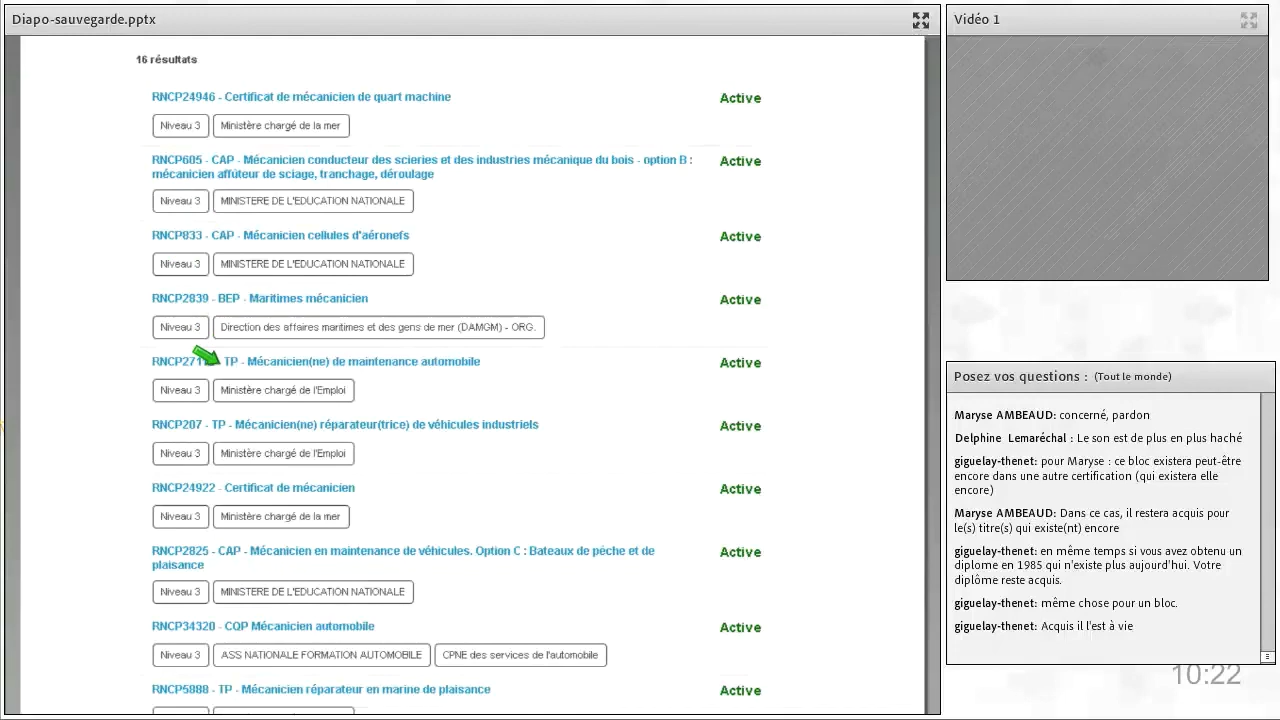 Diapo-sauvegarde.pptx
16 résultats
RNCP24946 - Certificat de mécanicien de quart machine
Active
Niveau 3
Ministère chargé de la mer
RNCP605 - CAP - Mécanicien conducteur des scieries et des industries mécanique du bois - option B :
mécanicien affûteur de sciage, tranchage, déroulage
Active
Niveau 3
MINISTERE DE L'EDUCATION NATIONALE
RNCP833 - CAP - Mécanicien cellules d'aéronefs
Active
Niveau 3
MINISTERE DE L'EDUCATION NATIONALE
RNCP2839 - BEP - Maritimes mécanicien
Active
Niveau 3
Direction des affaires maritimes et des gens de mer (DAMGM) - ORG.
TP - Mécanicien(ne) de maintenance automobile
Active
Niveau 3
Ministère chargé de l'Emploi
RNCP207 - TP - Mécanicien(ne) réparateur(trice) de véhicules industriels
Active
Niveau 3
Ministère chargé de l'Emploi
RNCP24922 - Certificat de mécanicien
Active
Niveau 3
Ministère chargé de la mer
RNCP2825 - CAP - Mécanicien en maintenance de véhicules. Option C : Bateaux de pêche et de
plaisance
Active
Niveau 3
MINISTERE DE L'EDUCATION NATIONALE
RNCP34320 - CQP Mécanicien automobile
Active
Niveau 3
ASS NATIONALE FORMATION AUTOMOBILE
CPNE des services de l'automobile
RNCP5888 - TP - Mécanicien réparateur en marine de plaisance
Active
Vidéo 1
Posez vos questions : (Tout le monde)
Maryse AMBEAUD: concerné, pardon
Delphine Lemaréchal : Le son est de plus en plus haché
giguelay-thenet: pour Maryse : ce bloc existera peut-être
encore dans une autre certification (qui existera elle
encore)
Maryse AMBEAUD: Dans ce cas, il restera acquis pour
le(s) titre(s) qui existe(nt) encore
giguelay-thenet: en même temps si vous avez obtenu un
diplome en 1985 qui n'existe plus aujourd'hui. Votre
diplôme reste acquis.
giguelay-thenet: même chose pour un bloc.
giguelay-thenet: Acquis il l'est à vie
10:22